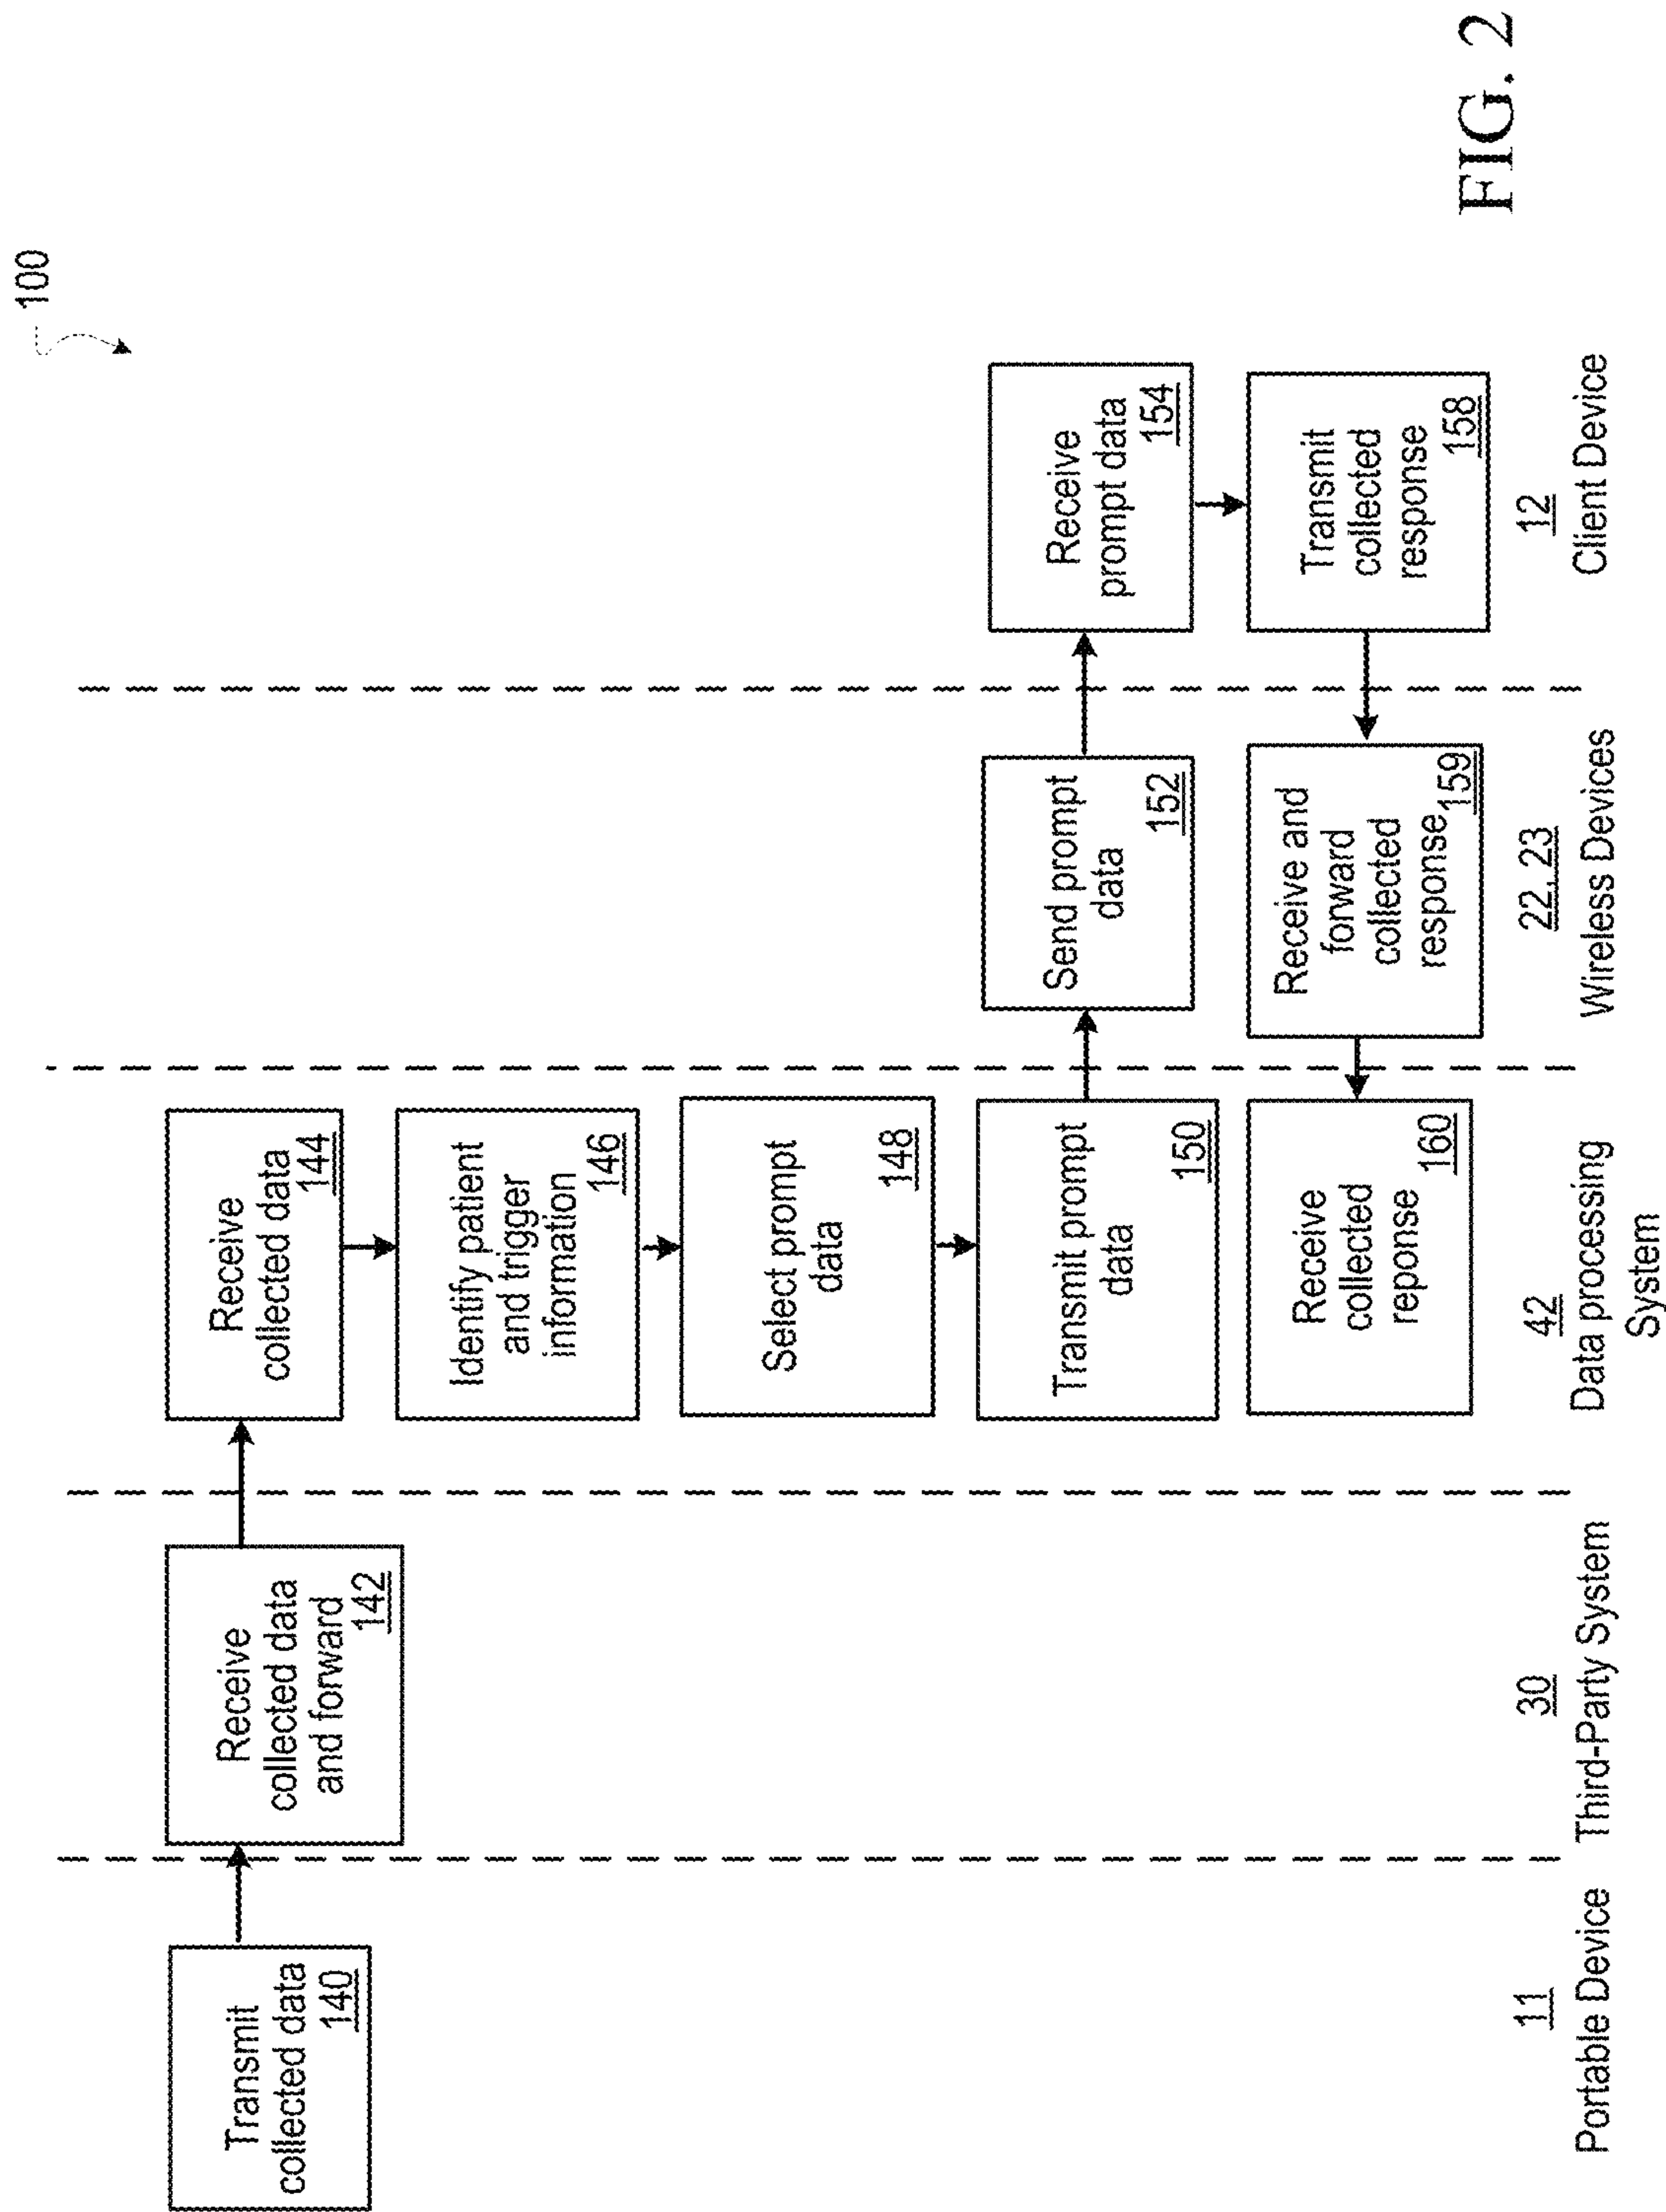 100
Transmit
collected data
140
Receive
collected data
and forward
142
Receive
collected data
144
Identify patient
and trigger
information
146
Select prompt
data
148
Transmit prompt
data
150
Send prompt
data
152
Receive
prompt data
154
Transmit
collected
response
158
Receive and
forward
collected
response
159
Receive
collected
reponse
160
11
Portable Device
30
Third-Party System
42
Data processing
System
22, 23
Wireless Devices
12
Client Device
FIG. 2